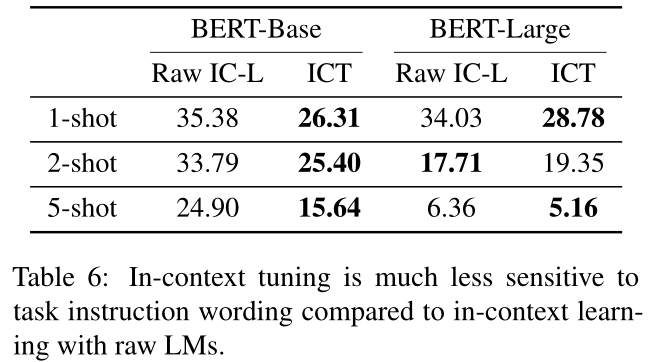 BERT-Base BERT-Large
Raw IC-L ICT Raw IC-L ICT
1-shot 35.38 26.31 34.03 28.78
2-shot 33.79 25.40 17.71 19.35
5-shot 24.90 15.64 6.36 5.16
Table 6: In-context tuning is much less sensitive to
task instruction wording compared to in-context learn-
ing with raw LMs.